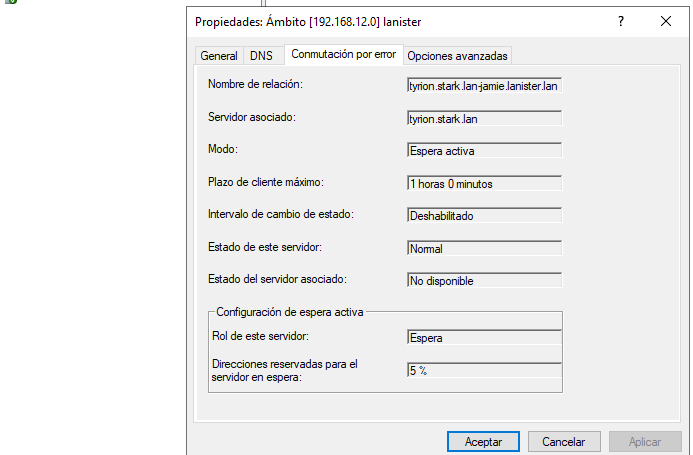 Propiedades: Ámbito [192.168.12.0] lanister
? ×
General DNS Conmutación por error Opciones avanzadas
Nombre de relación: tyrion.stark.lan-jamie.lanister.lan
Servidor asociado: tyrion.stark.lan
Modo: Espera activa
Plazo de cliente máximo: 1 horas 0 minutos
Intervalo de cambio de estado: Deshabilitado
Estado de este servidor: Normal
Estado del servidor asociado: No disponible
Configuración de espera activa
Rol de este servidor: Espera
Direcciones reservadas para el
servidor en espera: 5 %
Aceptar Cancelar Aplicar